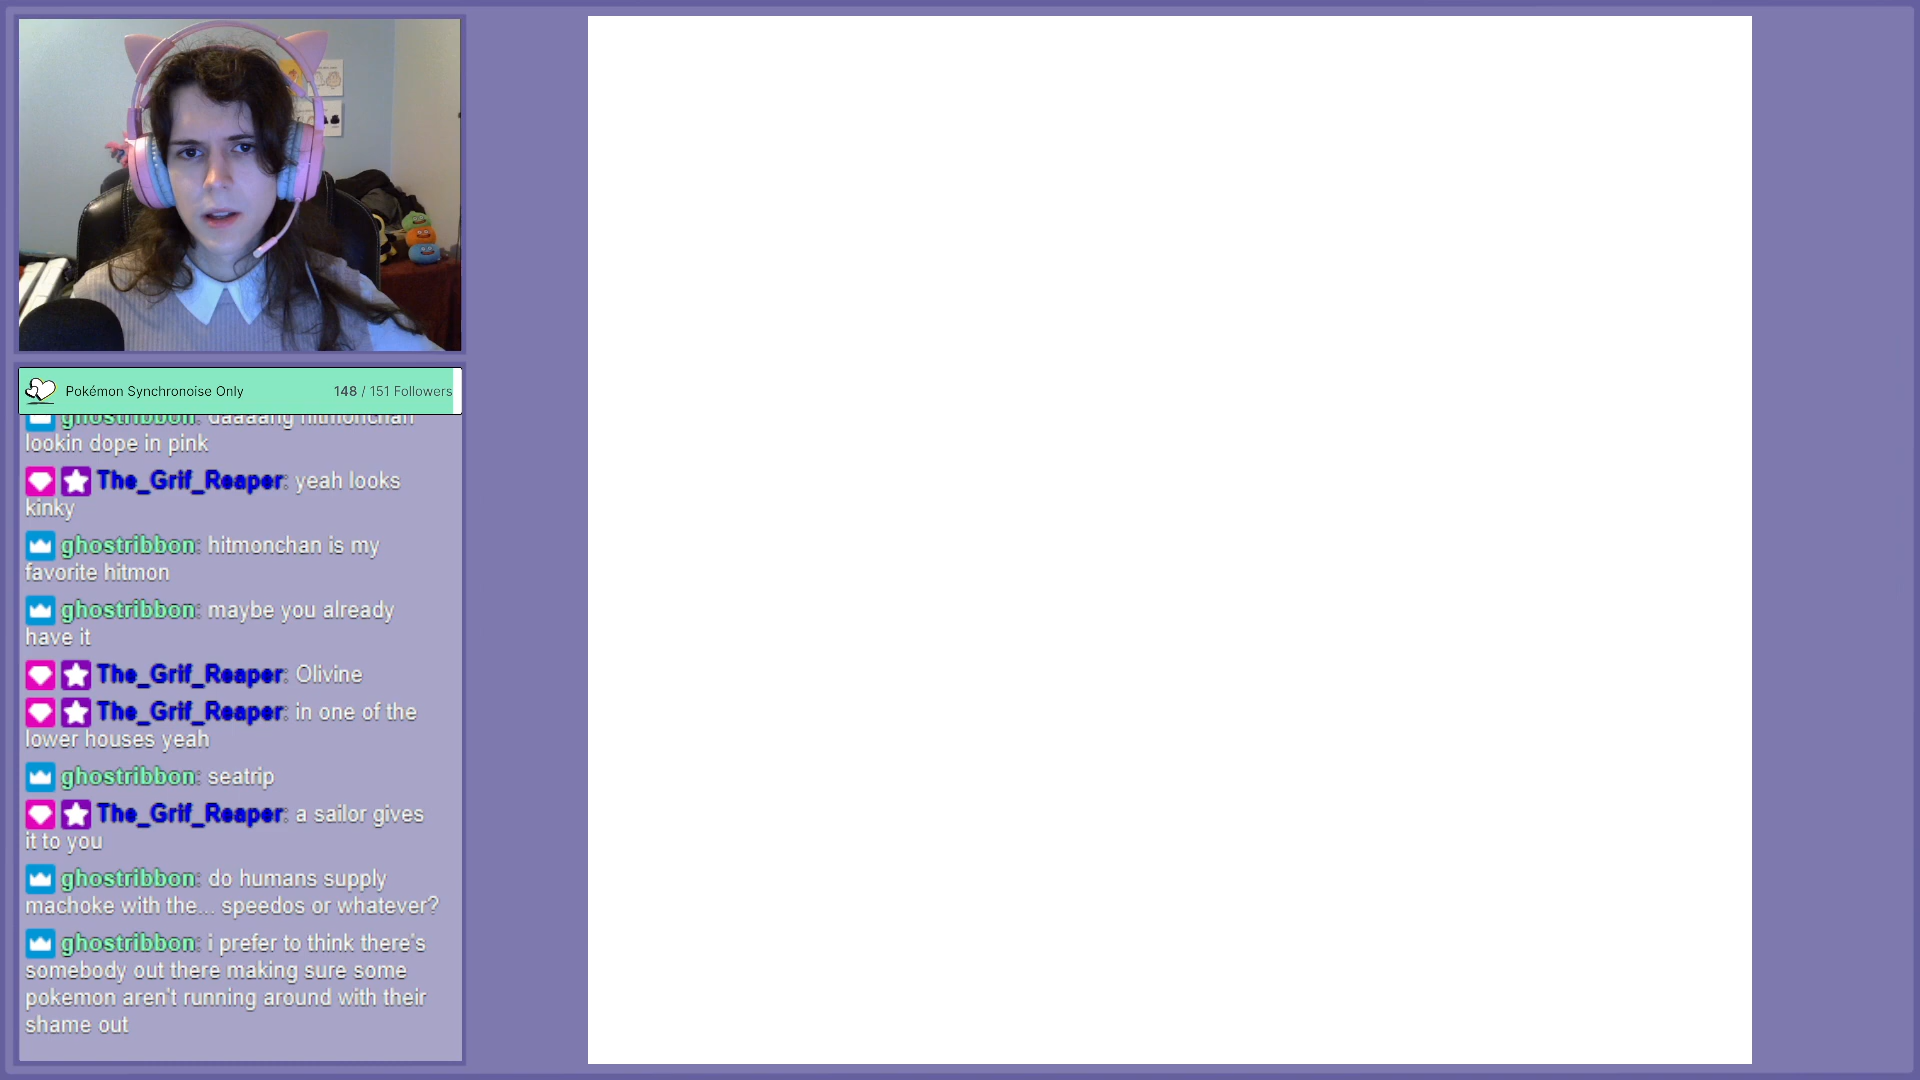 Pokémon Synchronoise Only 148 / 151 Followers
ghostribbon: daaaang hitmonchan
lookin dope in pink
The_Grif_Reaper: yeah looks
kinky
ghostribbon: hitmonchan is my
favorite hitmon
ghostribbon: maybe you already
have it
The_Grif_Reaper: Olivine
The_Grif_Reaper: in one of the
lower houses yeah
ghostribbon: seatrip
The_Grif_Reaper: a sailor gives
it to you
ghostribbon: do humans supply
machoke with the... speedos or whatever?
ghostribbon: i prefer to think there's
somebody out there making sure some
pokemon aren't running around with their
shame out